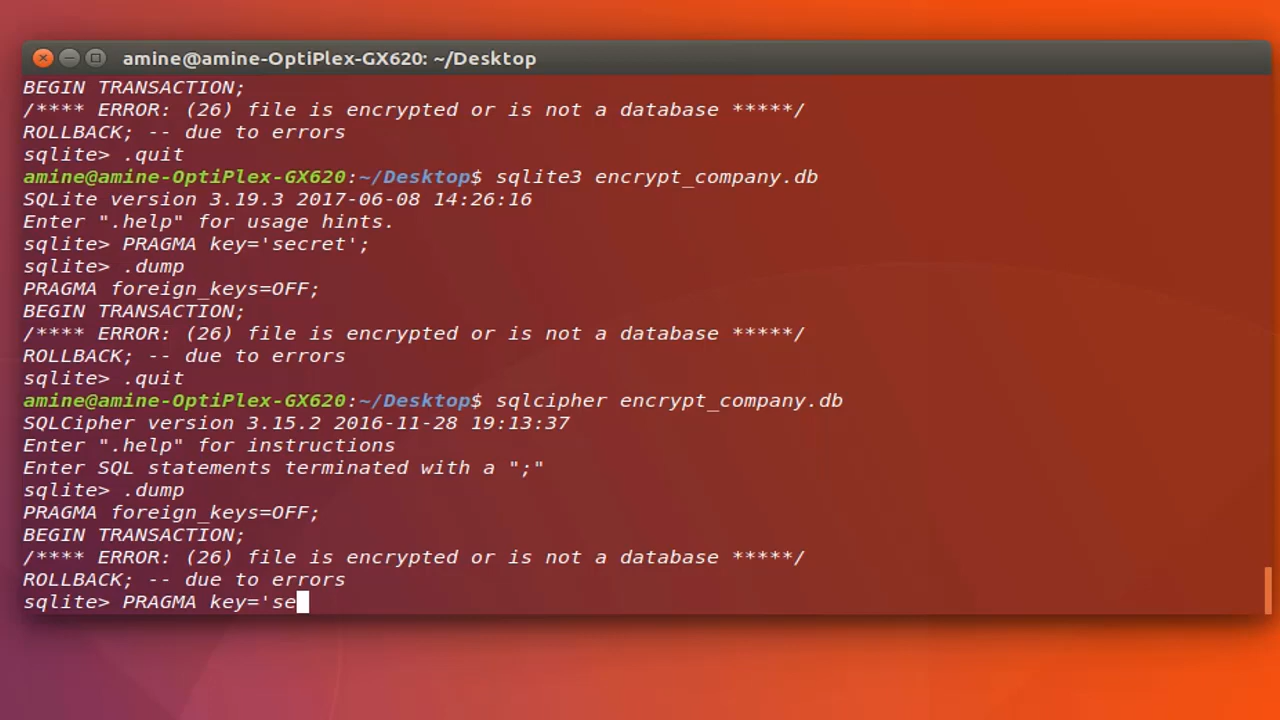 amine@amine-OptiPlex-GX620: ~/Desktop
BEGIN TRANSACTION;
/**** ERROR: (26) file is encrypted or is not a database *****/
ROLLBACK; -- due to errors
sqlite> .quit
amine@amine-OptiPlex-GX620:~/Desktop$ sqlite3 encrypt_company.db
SQLite version 3.19.3 2017-06-08 14:26:16
Enter ".help" for usage hints.
sqlite> PRAGMA key='secret';
sqlite> .dump
PRAGMA foreign_keys=OFF;
BEGIN TRANSACTION;
/**** ERROR: (26) file is encrypted or is not a database *****/
ROLLBACK; -- due to errors
sqlite> .quit
amine@amine-OptiPlex-GX620:~/Desktop$ sqlcipher encrypt_company.db
SQLCipher version 3.15.2 2016-11-28 19:13:37
Enter ".help" for instructions
Enter SQL statements terminated with a ";"
sqlite> .dump
PRAGMA foreign_keys=OFF;
BEGIN TRANSACTION;
/**** ERROR: (26) file is encrypted or is not a database *****/
ROLLBACK; -- due to errors
sqlite> PRAGMA key='se